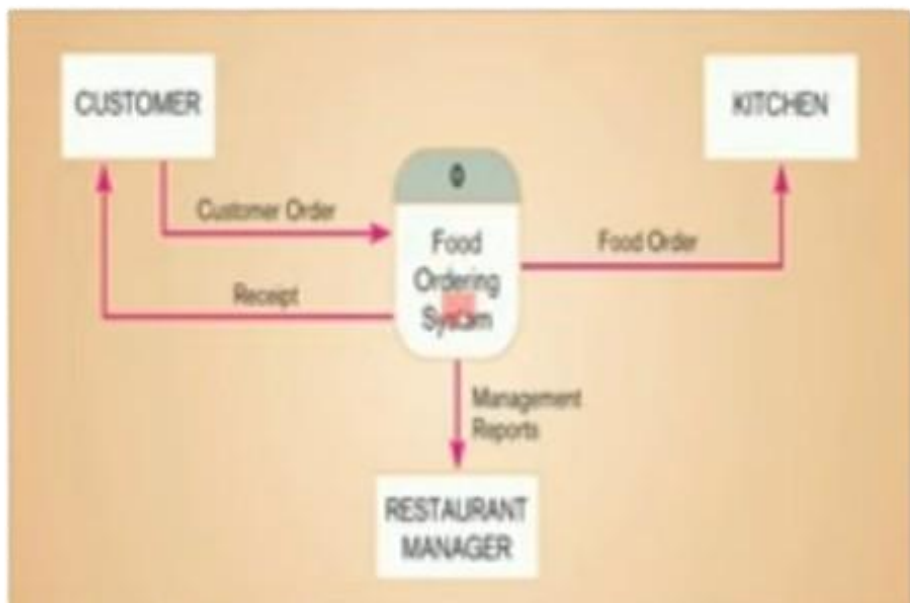 CUSTOMER
KITCHEN
0
Customer Order
Food
Ordering
System
Food Order
Receipt
Management
Reports
RESTAURANT
MANAGER